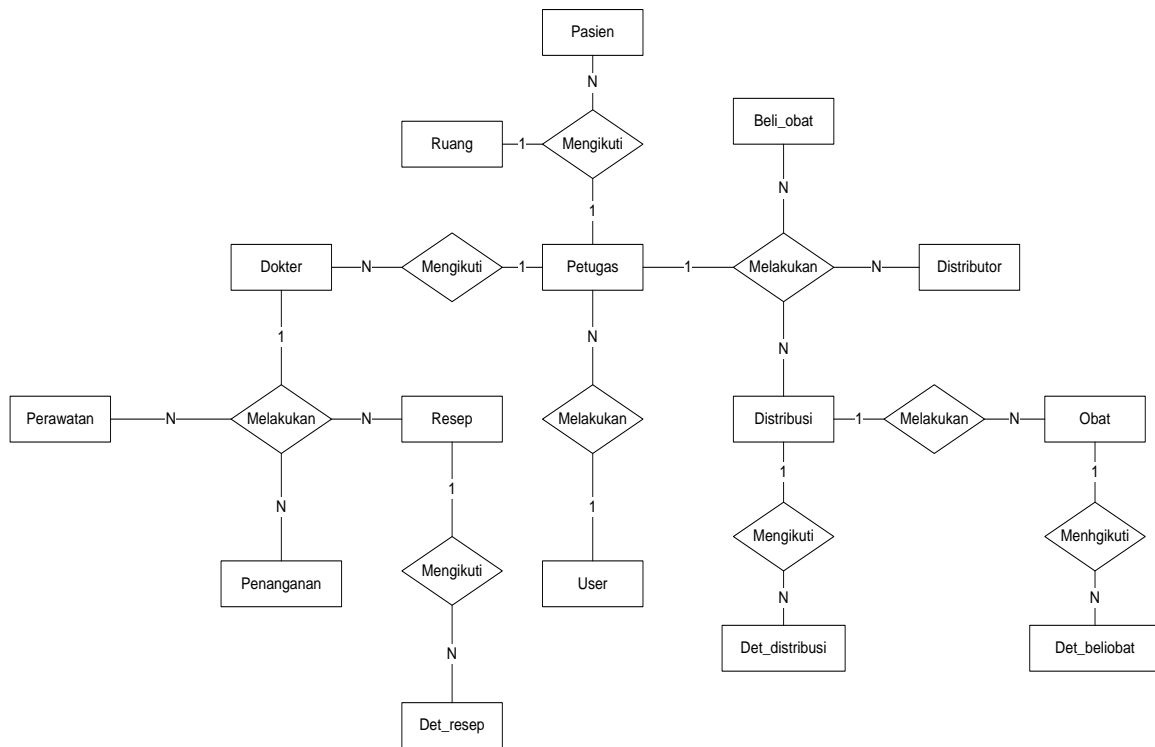 Pasien
N
Ruang
1
Mengikuti
Beli_obat
N
1
Dokter
N
Mengikuti
1
Petugas
1
Melakukan
N
Distributor
1
N
N
Perawatan
N
Melakukan
N
Resep
Melakukan
Distribusi
1
Melakukan
N
Obat
N
1
1
1
1
Penanganan
Mengikuti
User
Mengikuti
Menhgikuti
N
N
N
Det_distribusi
Det_beliobat
Det_resep